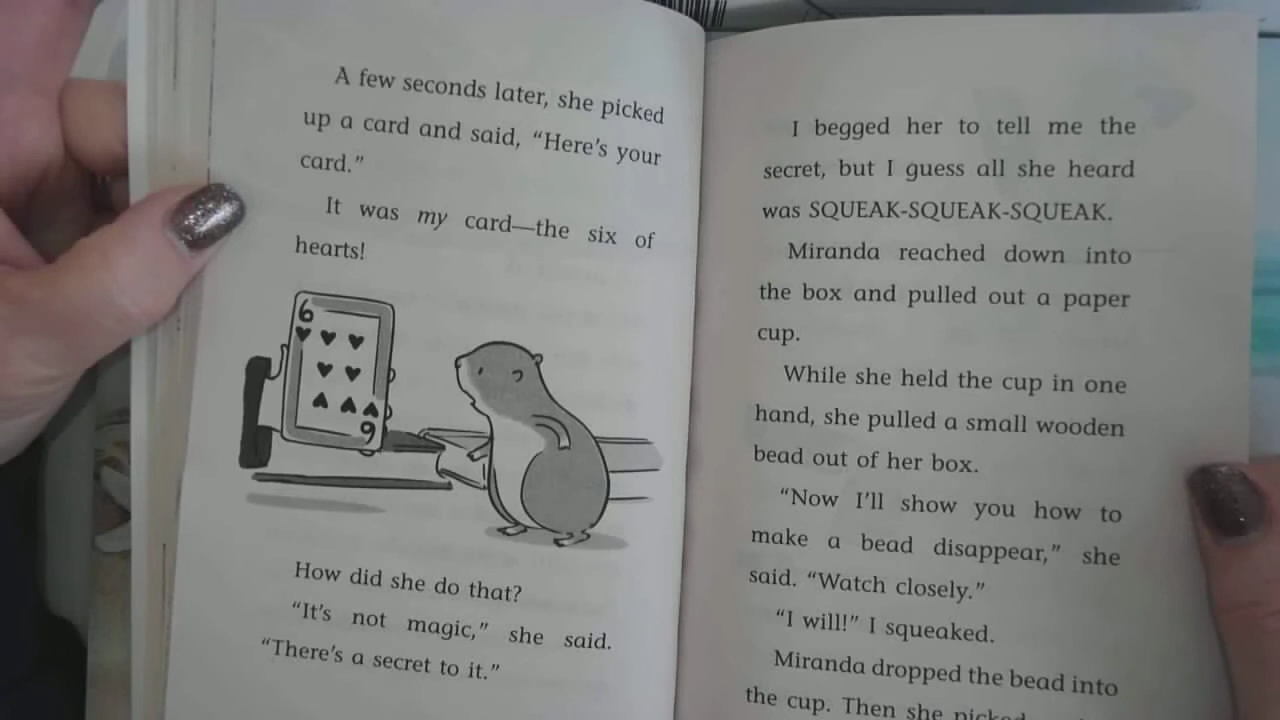 A few seconds later, she picked
up a card and said, “Here’s your
card.”
It was my card—the six of
hearts!
6
6
How did she do that?
“It’s not magic,” she said.
“There’s a secret to it.”
I begged her to tell me the
secret, but I guess all she heard
was SQUEAK-SQUEAK-SQUEAK.
Miranda reached down into
the box and pulled out a paper
cup.
While she held the cup in one
hand, she pulled a small wooden
bead out of her box.
“Now I’ll show you how to
make a bead disappear,” she
said. “Watch closely.”
“I will!” I squeaked.
Miranda dropped the bead into
the cup. Then she picked